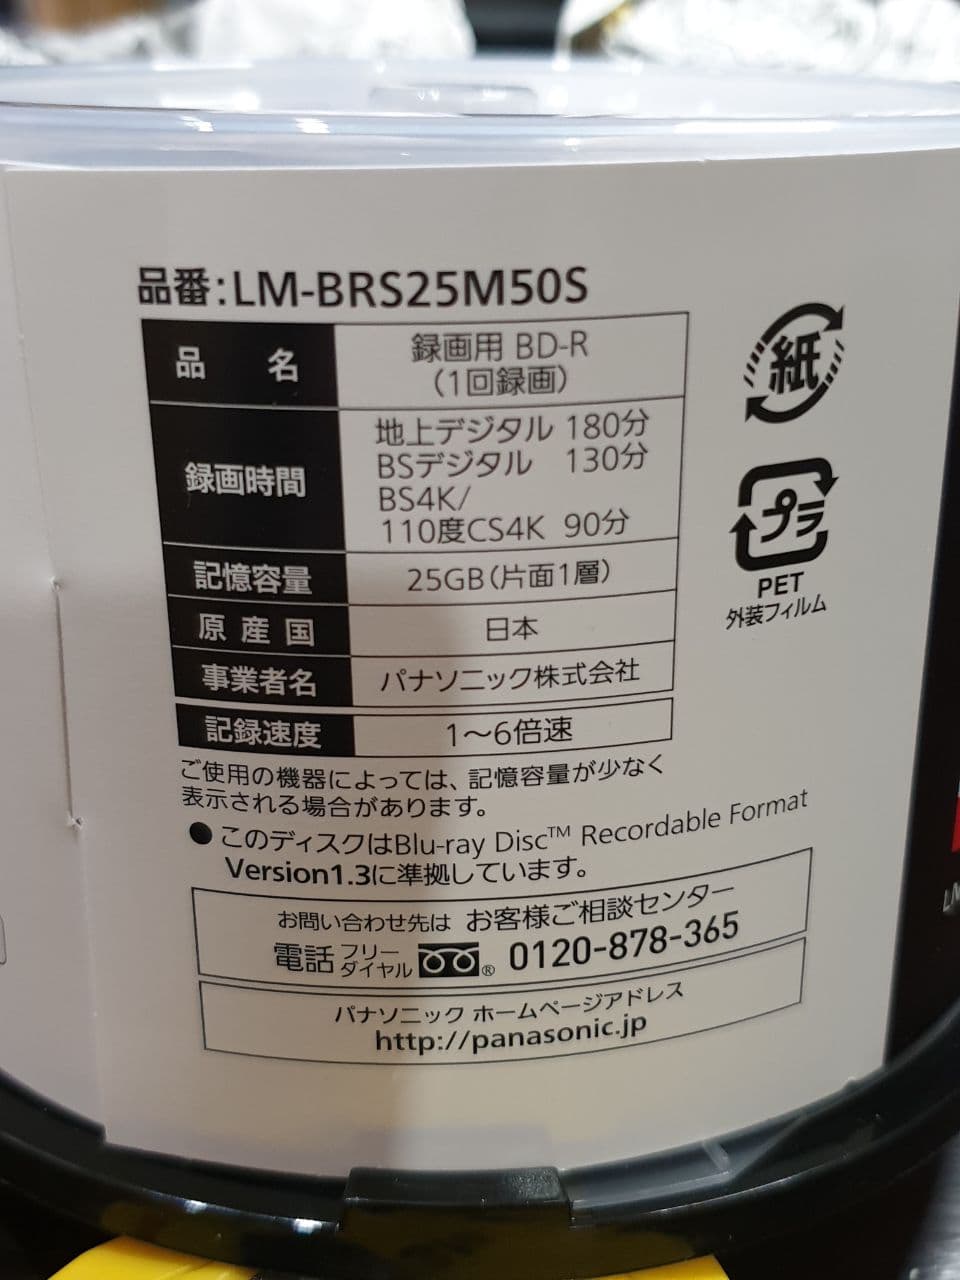 品番:LM-BRS25M50S
品名 録画用 BD-R
(1回録画)
録画時間 地上デジタル 180分
BSデジタル 130分
BS4K/
110度CS4K 90分
記憶容量 25GB(片面1層)
原産国 日本
事業者名 パナソニック株式会社
記録速度 1〜6倍速
ご使用の機器によっては、記憶容量が少なく
表示される場合があります。
●このディスクはBlu-ray Disc™ Recordable Format
Version1.3に準拠しています。
お問い合わせ先は お客様ご相談センター
電話 フリーダイヤル ® 0120-878-365
パナソニック ホームページアドレス
http://panasonic.jp
紙
プラ
PET
外装フィルム